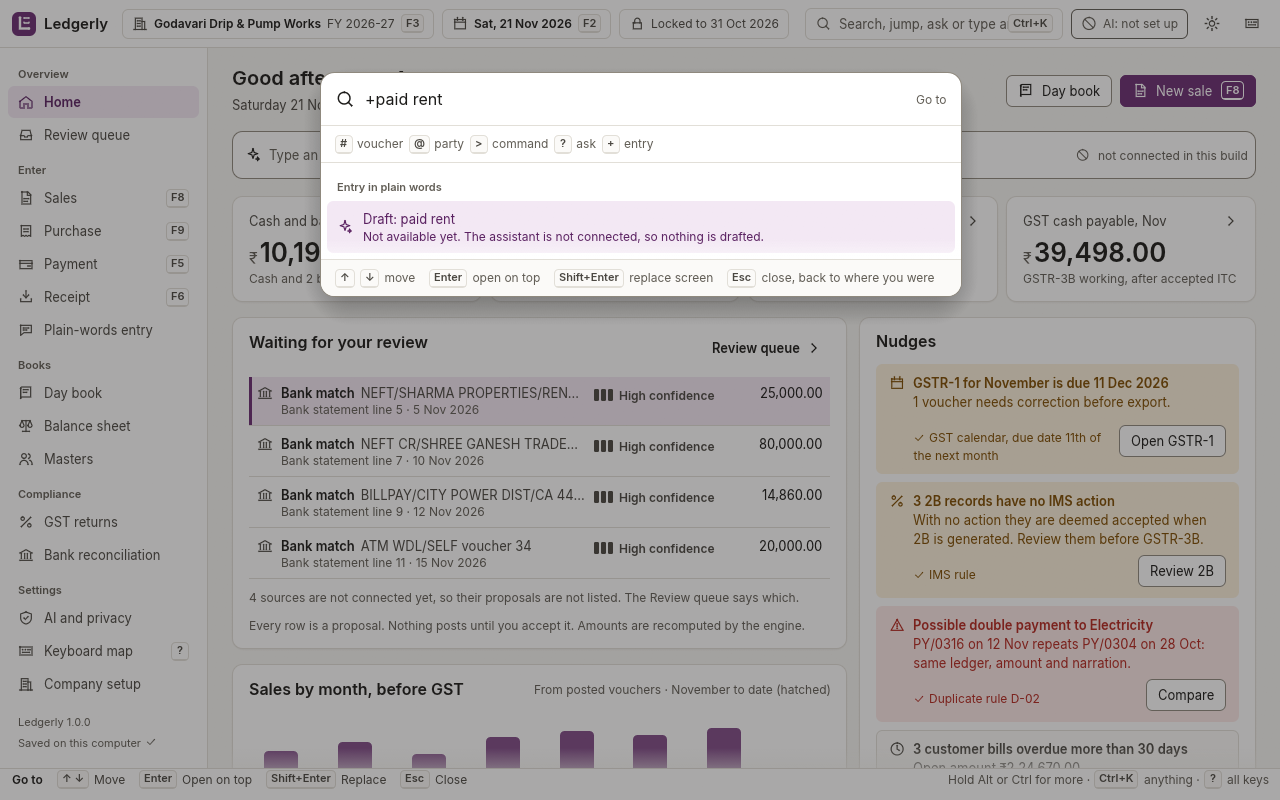 Ledgerly
Godavari Drip & Pump Works FY 2026-27 F3
Sat, 21 Nov 2026 F2
Locked to 31 Oct 2026
Search, jump, ask or type a Ctrl+K
AI: not set up
Overview
Home
Review queue
Enter
Sales F8
Purchase F9
Payment F5
Receipt F6
Plain-words entry
Books
Day book
Balance sheet
Masters
Compliance
GST returns
Bank reconciliation
Settings
AI and privacy
Keyboard map ?
Company setup
Ledgerly 1.0.0
Saved on this computer
Good
Saturday 21
Day book
New sale F8
Type an
not connected in this build
+paid rent
Go to
# voucher @ party > command ? ask + entry
Entry in plain words
Draft: paid rent
Not available yet. The assistant is not connected, so nothing is drafted.
↑ ↓ move Enter open on top Shift+Enter replace screen Esc close, back to where you were
Cash and
₹10,19
Cash and 2
GST cash payable, Nov
₹39,498.00
GSTR-3B working, after accepted ITC
Waiting for your review
Review queue
Bank match NEFT/SHARMA PROPERTIES/REN… High confidence 25,000.00
Bank statement line 5 · 5 Nov 2026
Bank match NEFT CR/SHREE GANESH TRADE… High confidence 80,000.00
Bank statement line 7 · 10 Nov 2026
Bank match BILLPAY/CITY POWER DIST/CA 44… High confidence 14,860.00
Bank statement line 9 · 12 Nov 2026
Bank match ATM WDL/SELF voucher 34 High confidence 20,000.00
Bank statement line 11 · 15 Nov 2026
4 sources are not connected yet, so their proposals are not listed. The Review queue says which.
Every row is a proposal. Nothing posts until you accept it. Amounts are recomputed by the engine.
Sales by month, before GST
From posted vouchers · November to date (hatched)
Nudges
GSTR-1 for November is due 11 Dec 2026
1 voucher needs correction before export.
✓ GST calendar, due date 11th of
the next month
Open GSTR-1
3 2B records have no IMS action
With no action they are deemed accepted when
2B is generated. Review them before GSTR-3B.
✓ IMS rule
Review 2B
Possible double payment to Electricity
PY/0316 on 12 Nov repeats PY/0304 on 28 Oct:
same ledger, amount and narration.
✓ Duplicate rule D-02
Compare
3 customer bills overdue more than 30 days
Open amount ₹2,24,670.00
Go to ↑ ↓ Move Enter Open on top Shift+Enter Replace Esc Close
Hold Alt or Ctrl for more · Ctrl+K anything · ? all keys